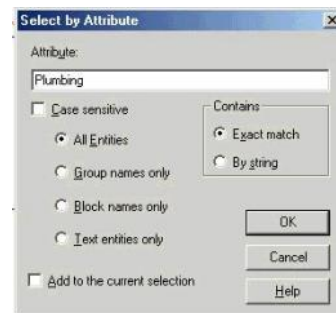 Select by Attribute
Attribute:
Plumbing
Case sensitive
All Entities
Group names only
Block names only
Text entities only
Add to the current selection
Contains
Exact match
By string
OK
Cancel
Help